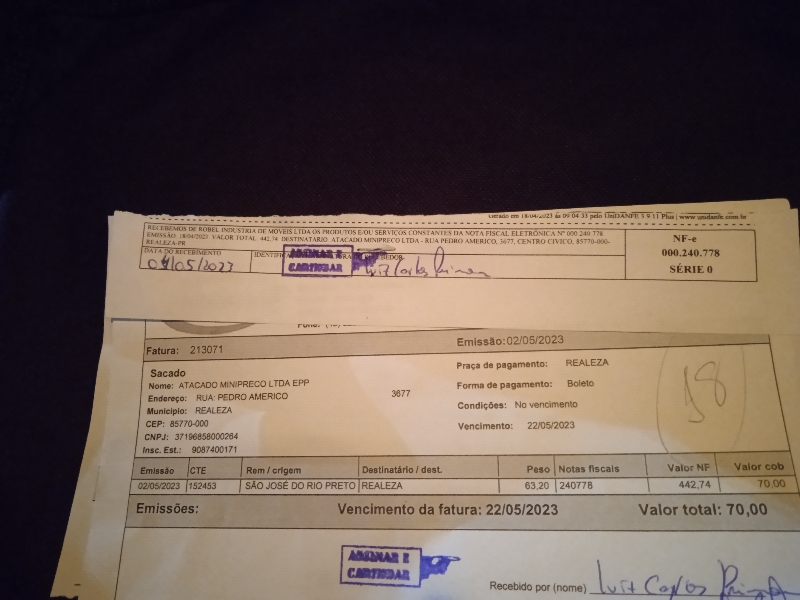 Gerado em 18/04/2023 às 09:04:33 pelo UniDANFE 3.9.11 Plus | www.unidanfe.com.br
RECEBEMOS DE ROBEL INDUSTRIA DE MOVEIS LTDA OS PRODUTOS E/OU SERVIÇOS CONSTANTES DA NOTA FISCAL ELETRÔNICA Nº 000.240.778
EMISSÃO: 18/04/2023 VALOR TOTAL: 442,74 DESTINATÁRIO: ATACADO MINIPRECO LTDA - RUA PEDRO AMERICO, 3677, CENTRO CIVICO, 85770-000-
REALEZA-PR
NF-e
000.240.778
SÉRIE 0
DATA DO RECEBIMENTO
/05/2023
ASSINAR E
CARIMBAR
Luiz Carlos
Fatura: 213071
Emissão:02/05/2023
Sacado
Nome: ATACADO MINIPRECO LTDA EPP
Endereço: RUA: PEDRO AMERICO 3677
Município: REALEZA
CEP: 85770-000
CNPJ: 37196858000264
Insc. Est.: 9087400171
Praça de pagamento: REALEZA
Forma de pagamento: Boleto
Condições: No vencimento
Vencimento: 22/05/2023
58
Emissão CTE Rem / origem Destinatário / dest. Peso Notas fiscais Valor NF Valor cob
02/05/2023 152453 SÃO JOSÉ DO RIO PRETO REALEZA 63,20 240778 442,74 70,00
Emissões: Vencimento da fatura: 22/05/2023 Valor total: 70,00
ASSINAR E
CARIMBAR
Recebido por (nome) Luiz Carlos